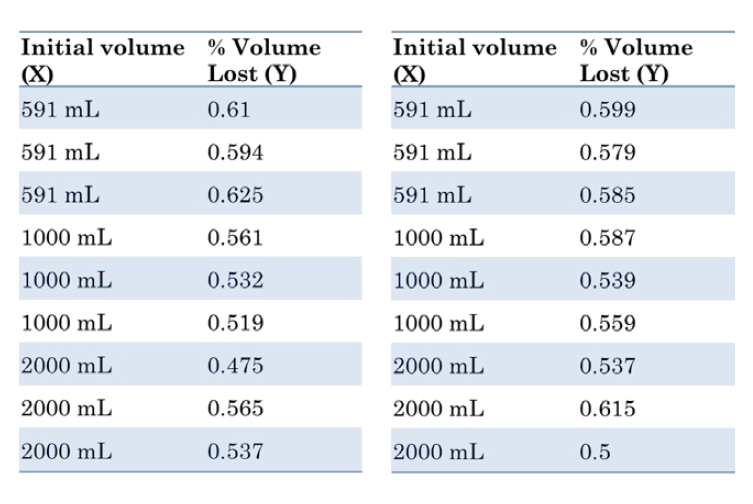 Initial volume (X) % Volume Lost (Y)
591 mL 0.61
591 mL 0.594
591 mL 0.625
1000 mL 0.561
1000 mL 0.532
1000 mL 0.519
2000 mL 0.475
2000 mL 0.565
2000 mL 0.537
Initial volume (X) % Volume Lost (Y)
591 mL 0.599
591 mL 0.579
591 mL 0.585
1000 mL 0.587
1000 mL 0.539
1000 mL 0.559
2000 mL 0.537
2000 mL 0.615
2000 mL 0.5